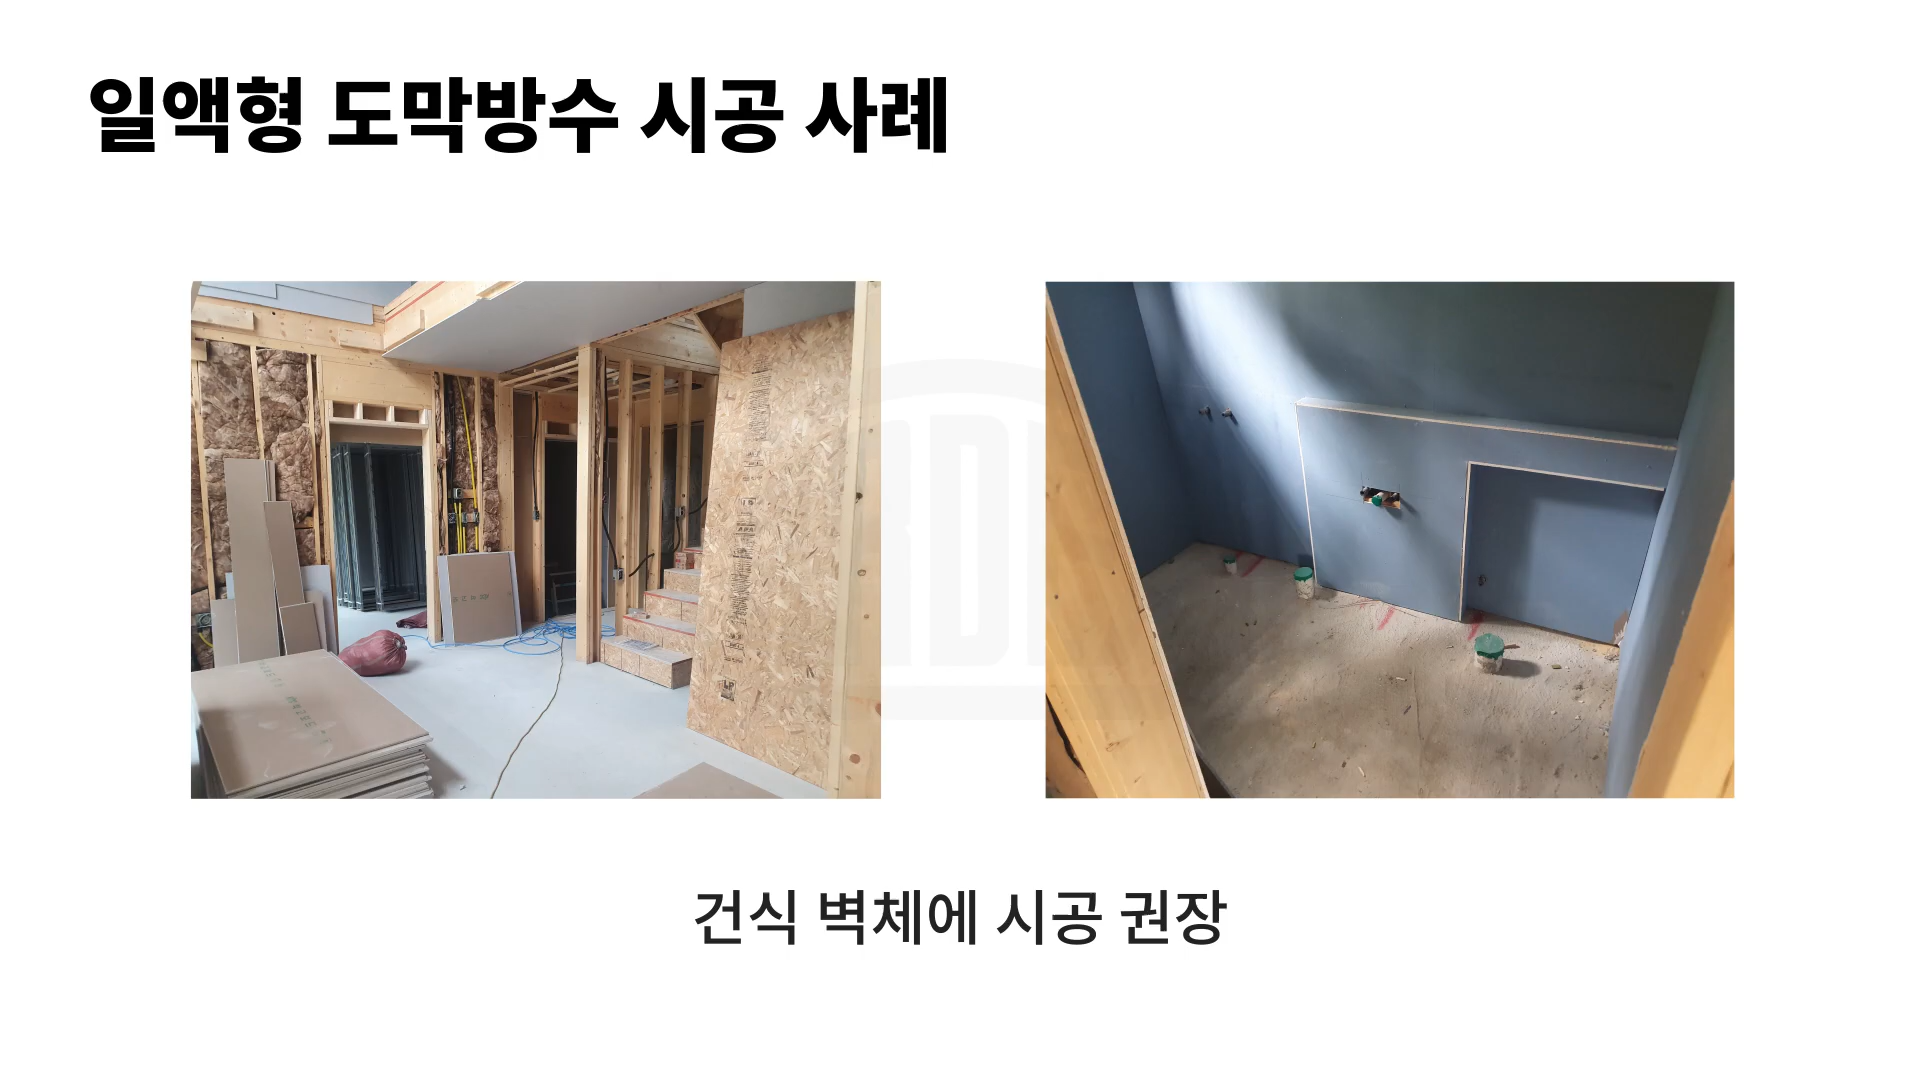 일액형 도막방수 시공 사례
건식 벽체에 시공 권장